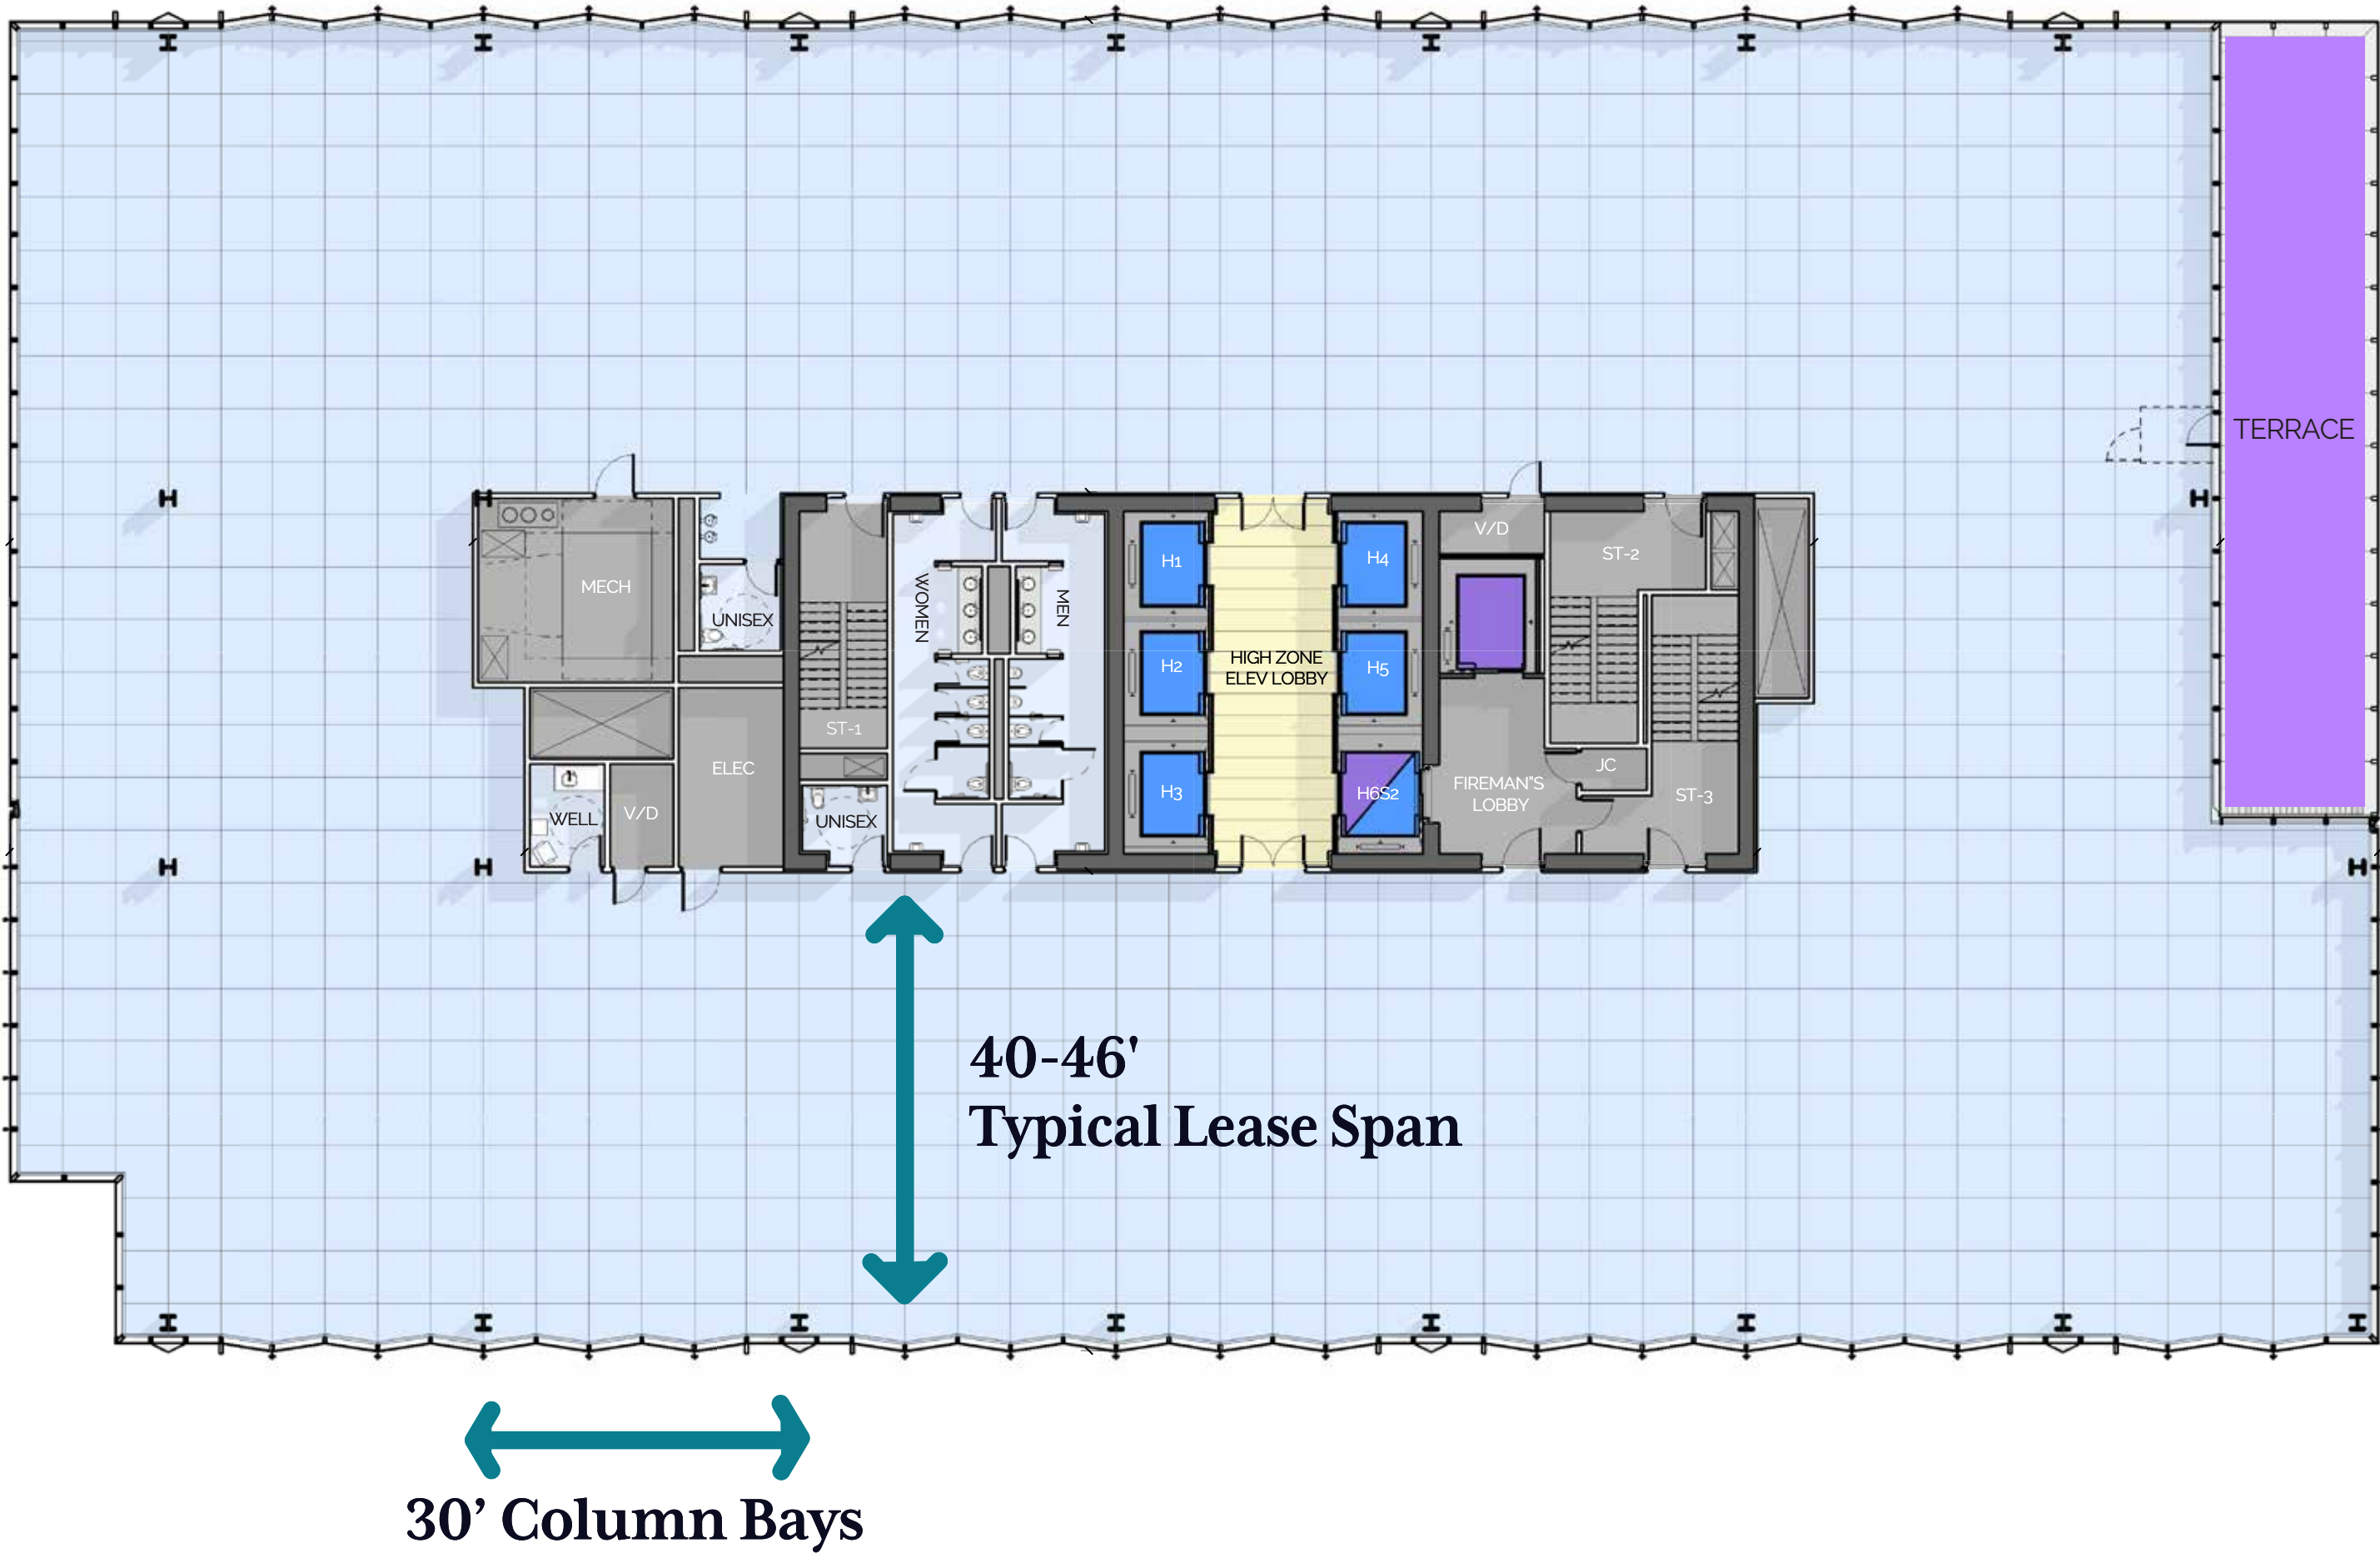 TERRACE
MECH
UNISEX
WOMEN
MEN
H1
H2
H3
HIGH ZONE
ELEV LOBBY
H4
H5
H6S2
V/D
ST-2
ST-1
ELEC
WELL
V/D
UNISEX
FIREMAN"S
LOBBY
JC
ST-3
40-46'
Typical Lease Span
30’ Column Bays